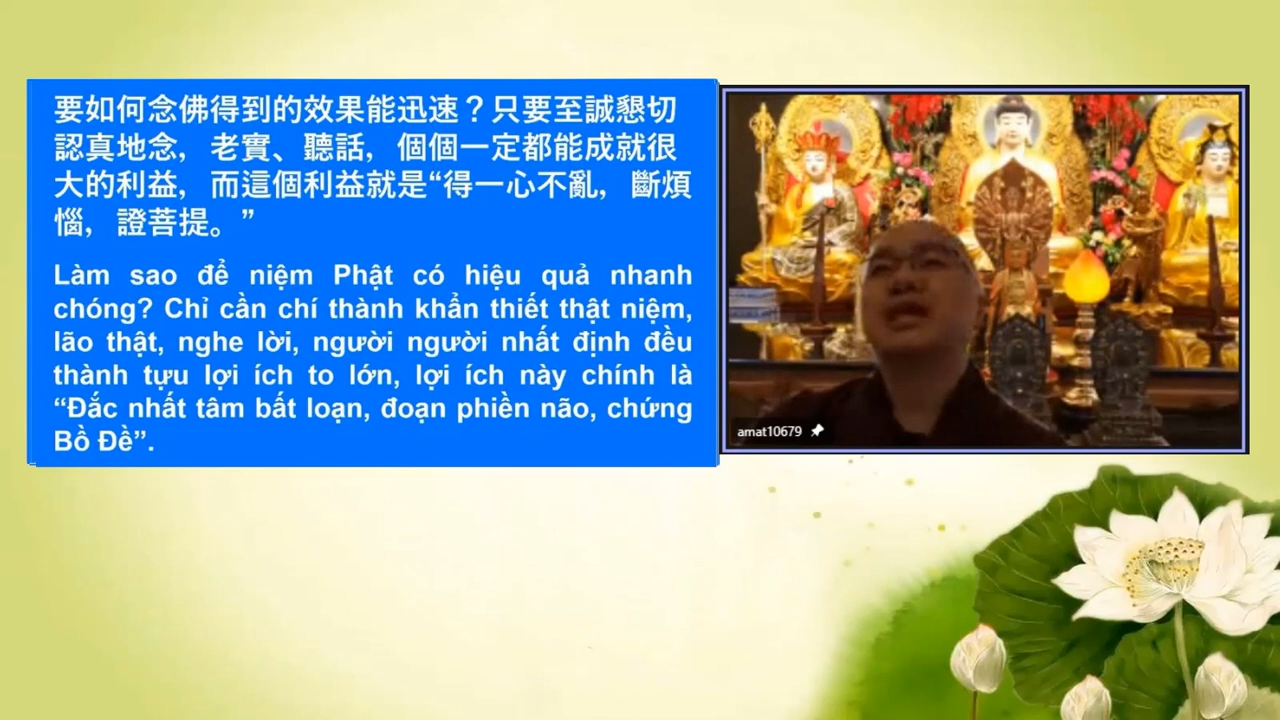 要如何念佛得到的效果能迅速？只要至誠懇切
認真地念，老實、聽話，個個一定都能成就很
大的利益，而這個利益就是“得一心不亂，斷煩
惱，證菩提。”
Làm sao để niệm Phật có hiệu quả nhanh
chóng? Chỉ cần chí thành khẩn thiết thật niệm,
lão thật, nghe lời, người người nhất định đều
thành tựu lợi ích to lớn, lợi ích này chính là
“Đắc nhất tâm bất loạn, đoạn phiền não, chứng
Bồ Đề”.
amat10679